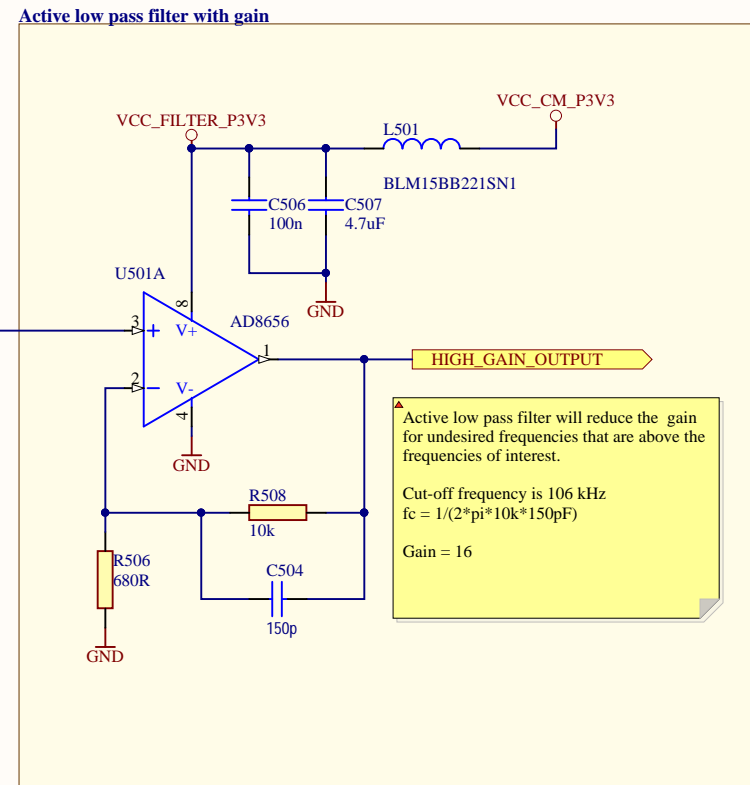 Active low pass filter with gain
VCC_CM_P3V3
VCC_FILTER_P3V3
L501
BLM15BB221SN1
C506
100n
C507
4.7uF
GND
U501A
8
3
+
V+
AD8656
1
HIGH_GAIN_OUTPUT
2
−
V-
4
GND
Active low pass filter will reduce the gain
for undesired frequencies that are above the
frequencies of interest.
Cut-off frequency is 106 kHz
fc = 1/(2*pi*10k*150pF)
Gain = 16
R508
10k
R506
680R
C504
150p
GND